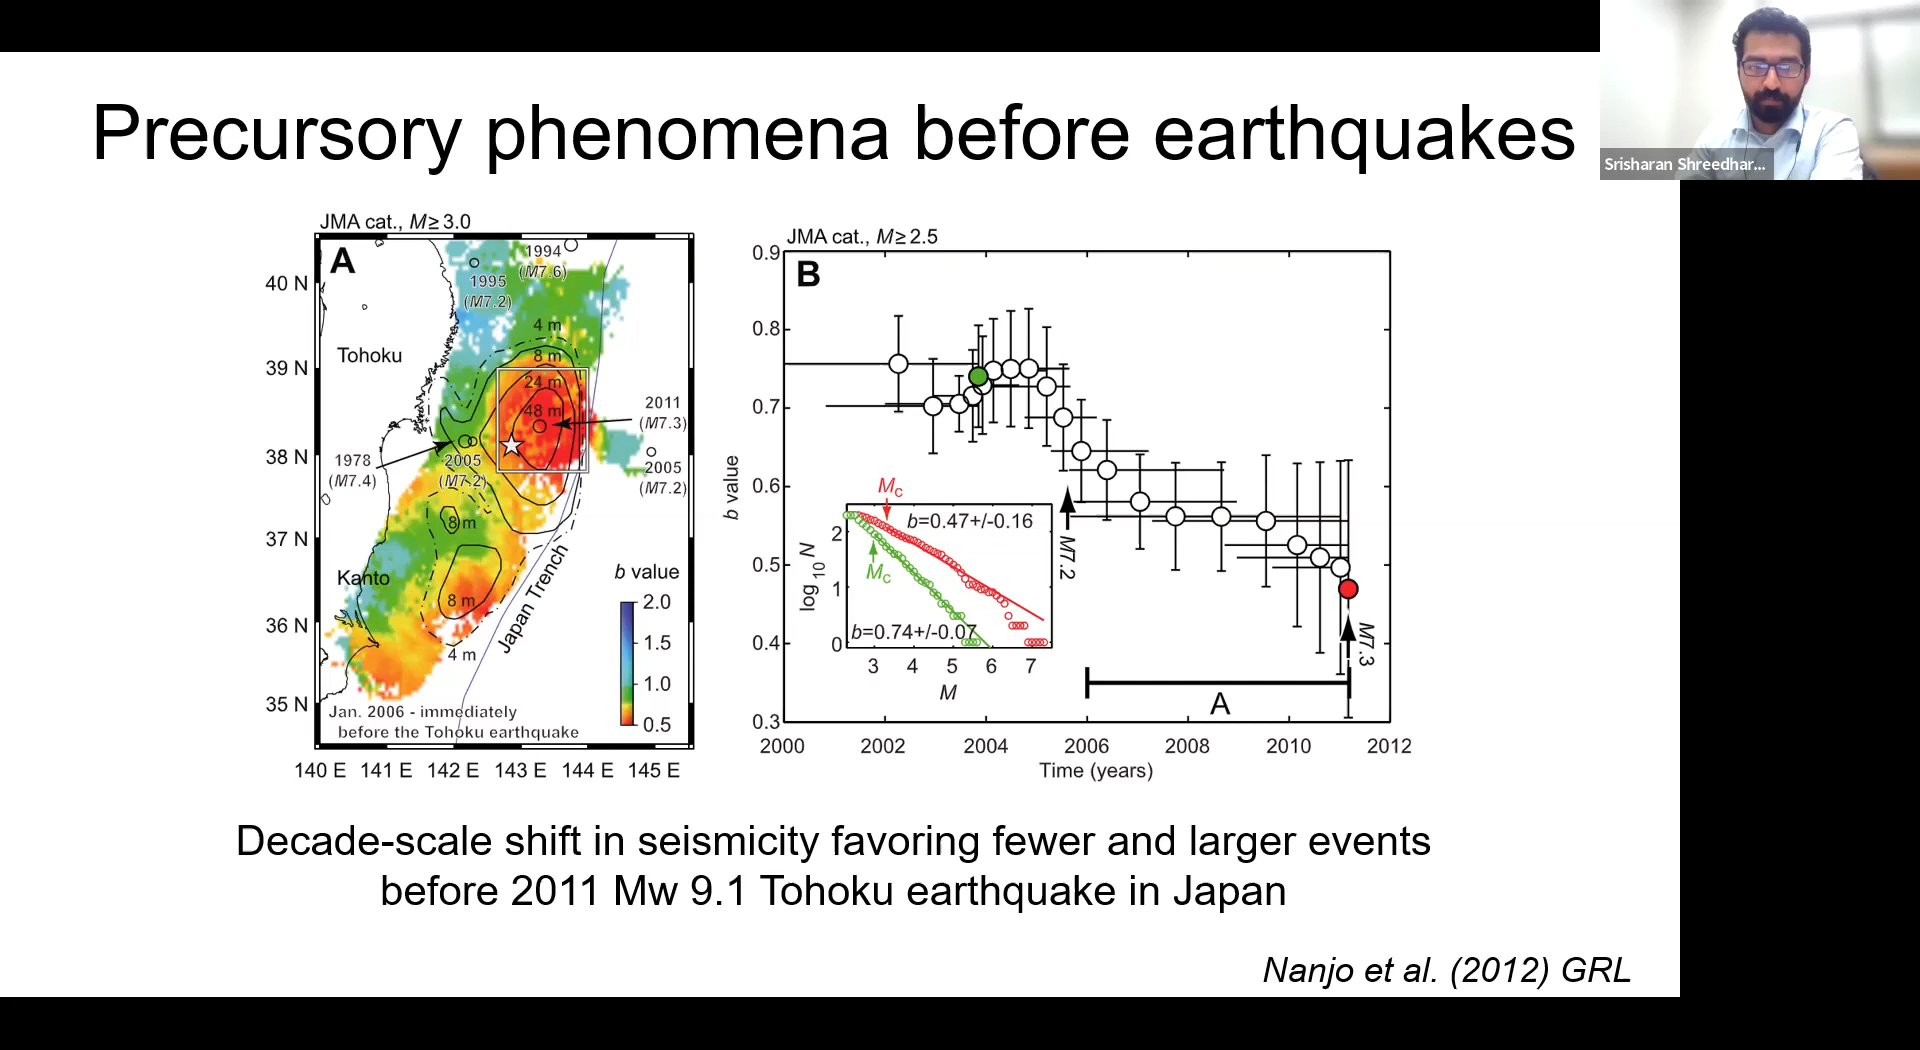 Precursory phenomena before earthquakes
Srisharan Shreedhar...
JMA cat., M≥3.0
A
1994
(M7.6)
1995
(M7.2)
4 m
Tohoku
8 m
24 m
48 m
2011
(M7.3)
1978
(M7.4)
2005
(M7.2)
2005
(M7.2)
8 m
Kanto
8 m
4 m
Japan Trench
b value
2.0
1.5
1.0
0.5
Jan. 2006 - immediately
before the Tohoku earthquake
40 N
39 N
38 N
37 N
36 N
35 N
140 E 141 E 142 E 143 E 144 E 145 E
JMA cat., M≥2.5
B
0.9
0.8
0.7
0.6
0.5
0.4
0.3
b value
Mc
b=0.47+/-0.16
Mc
b=0.74+/-0.07
log10 N
2
1
0
3 4 5 6 7
M
M7.2
M7.3
A
2000 2002 2004 2006 2008 2010 2012
Time (years)
Decade-scale shift in seismicity favoring fewer and larger events
before 2011 Mw 9.1 Tohoku earthquake in Japan
Nanjo et al. (2012) GRL